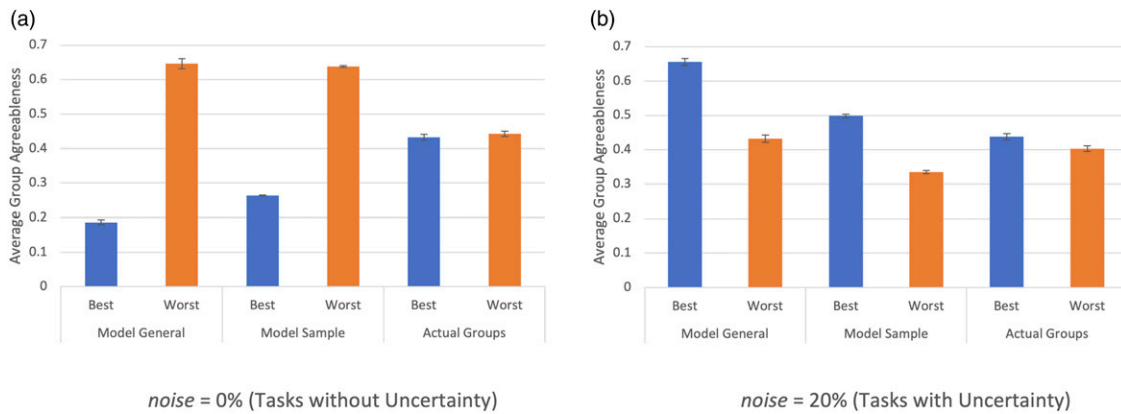 (a)
Average Group Agreeableness
0.7
0.6
0.5
0.4
0.3
0.2
0.1
0
Best Worst Best Worst Best Worst
Model General Model Sample Actual Groups
noise = 0% (Tasks without Uncertainty)
(b)
Average Group Agreeableness
0.7
0.6
0.5
0.4
0.3
0.2
0.1
0
Best Worst Best Worst Best Worst
Model General Model Sample Actual Groups
noise = 20% (Tasks with Uncertainty)